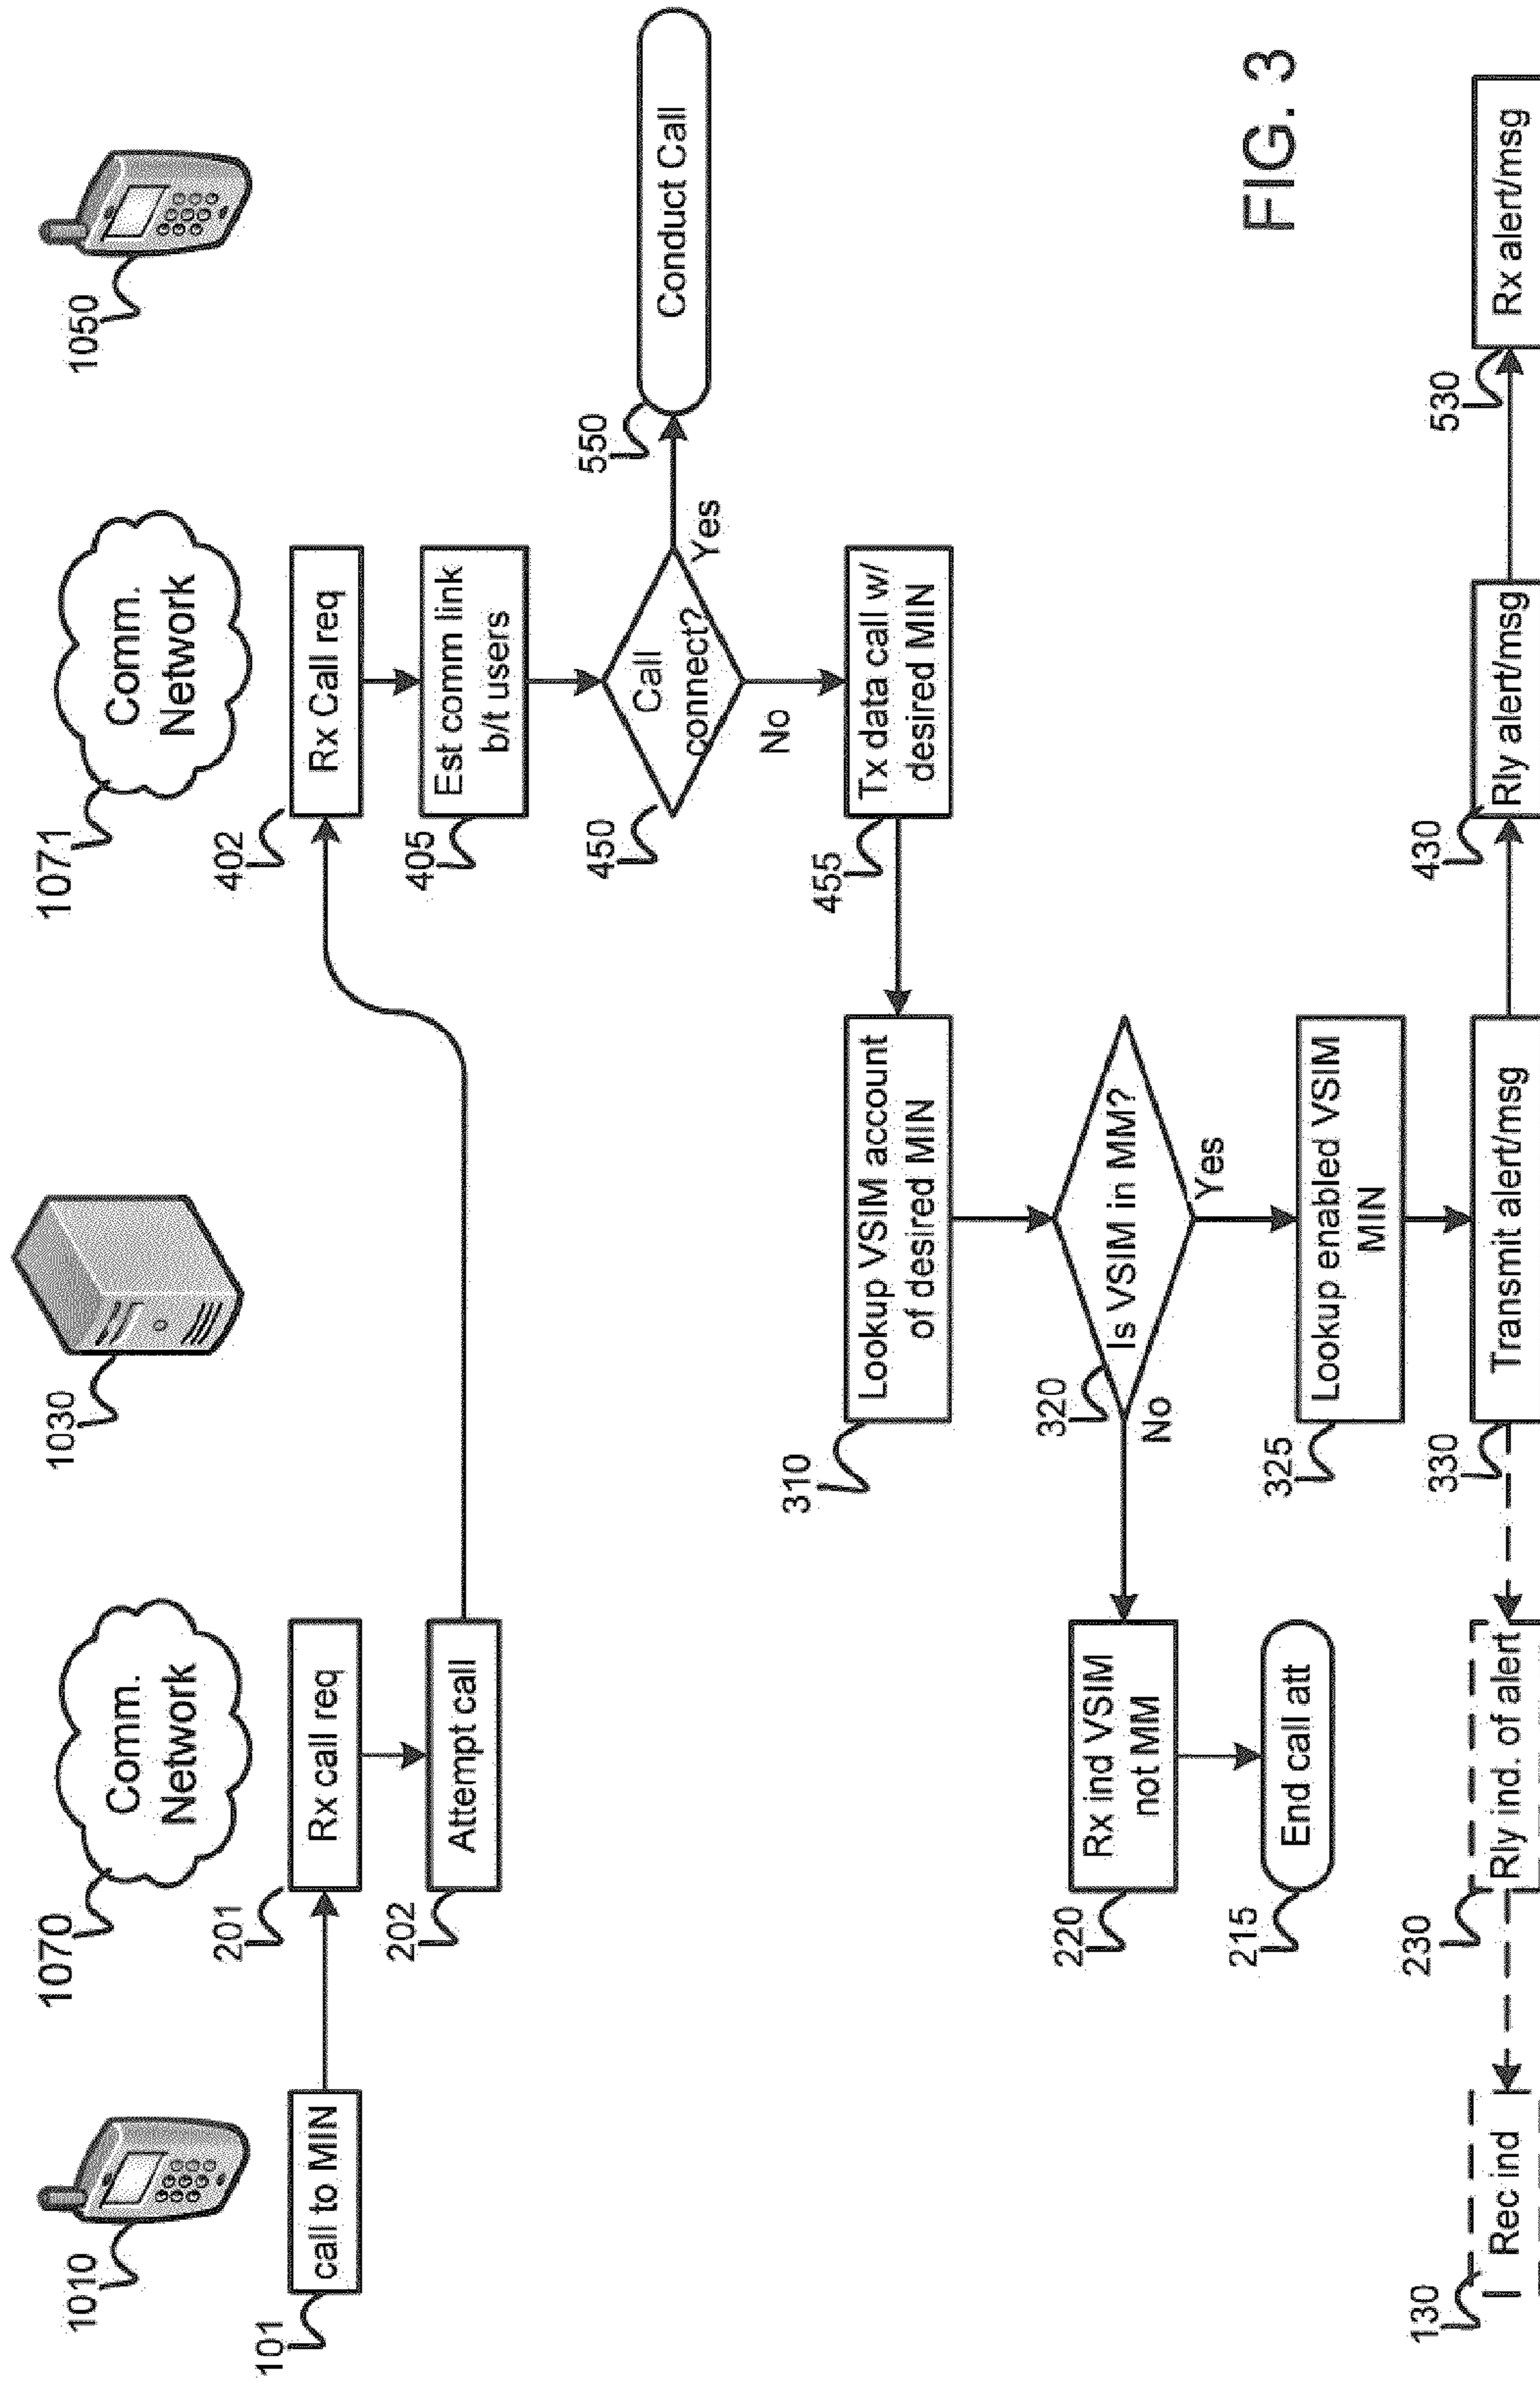 1010
1070
Comm.
Network
1030
1071
Comm.
Network
1050
101
call to MIN
201
Rx call req
402
Rx Call req
202
Attempt call
405
Est comm link
b/t users
450
Call
connect?
Yes
No
550
Conduct Call
455
Tx data call w/
desired MIN
310
Lookup VSIM account
of desired MIN
320
Is VSIM in MM?
No
Yes
220
Rx ind VSIM
not MM
215
End call att
325
Lookup enabled VSIM
MIN
FIG. 3
130
Rec ind
230
Rly ind. of alert
330
Transmit alert/msg
430
Rly alert/msg
530
Rx alert/msg